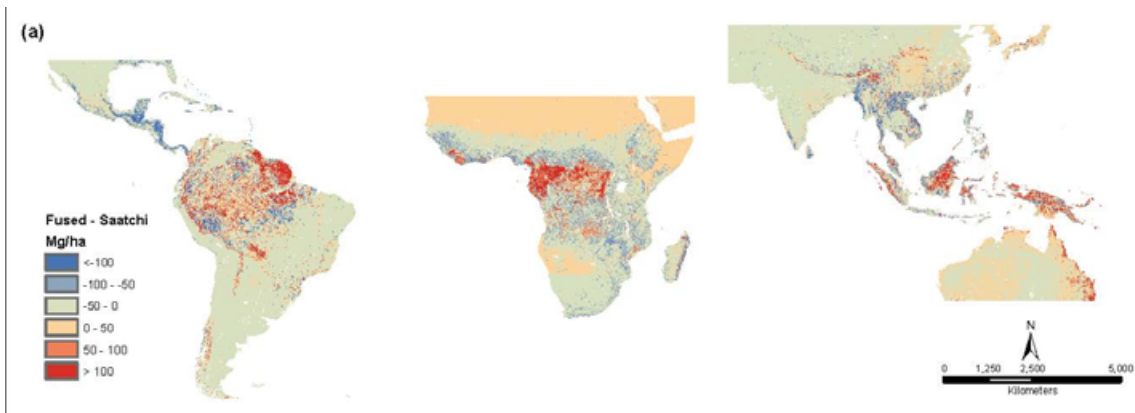 (a)
Fused - Saatchi
Mg/ha
<-100
-100 - -50
-50 - 0
0 - 50
50 - 100
> 100
N
0 1,250 2,500 5,000
Kilometers